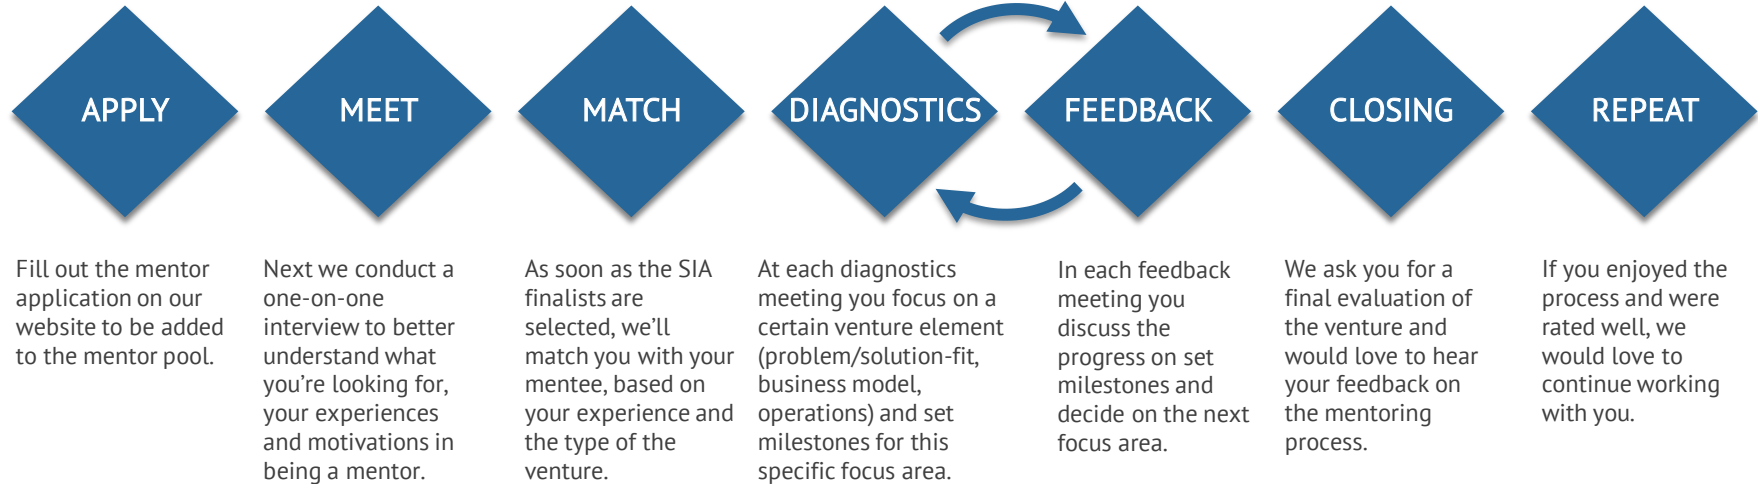 APPLY
MEET
MATCH
DIAGNOSTICS
FEEDBACK
CLOSING
REPEAT
Fill out the mentor
application on our
website to be added
to the mentor pool.
Next we conduct a
one-on-one
interview to better
understand what
you’re looking for,
your experiences
and motivations in
being a mentor.
As soon as the SIA
finalists are
selected, we’ll
match you with your
mentee, based on
your experience and
the type of the
venture.
At each diagnostics
meeting you focus on a
certain venture element
(problem/solution-fit,
business model,
operations) and set
milestones for this
specific focus area.
In each feedback
meeting you
discuss the
progress on set
milestones and
decide on the next
focus area.
We ask you for a
final evaluation of
the venture and
would love to hear
your feedback on
the mentoring
process.
If you enjoyed the
process and were
rated well, we
would love to
continue working
with you.